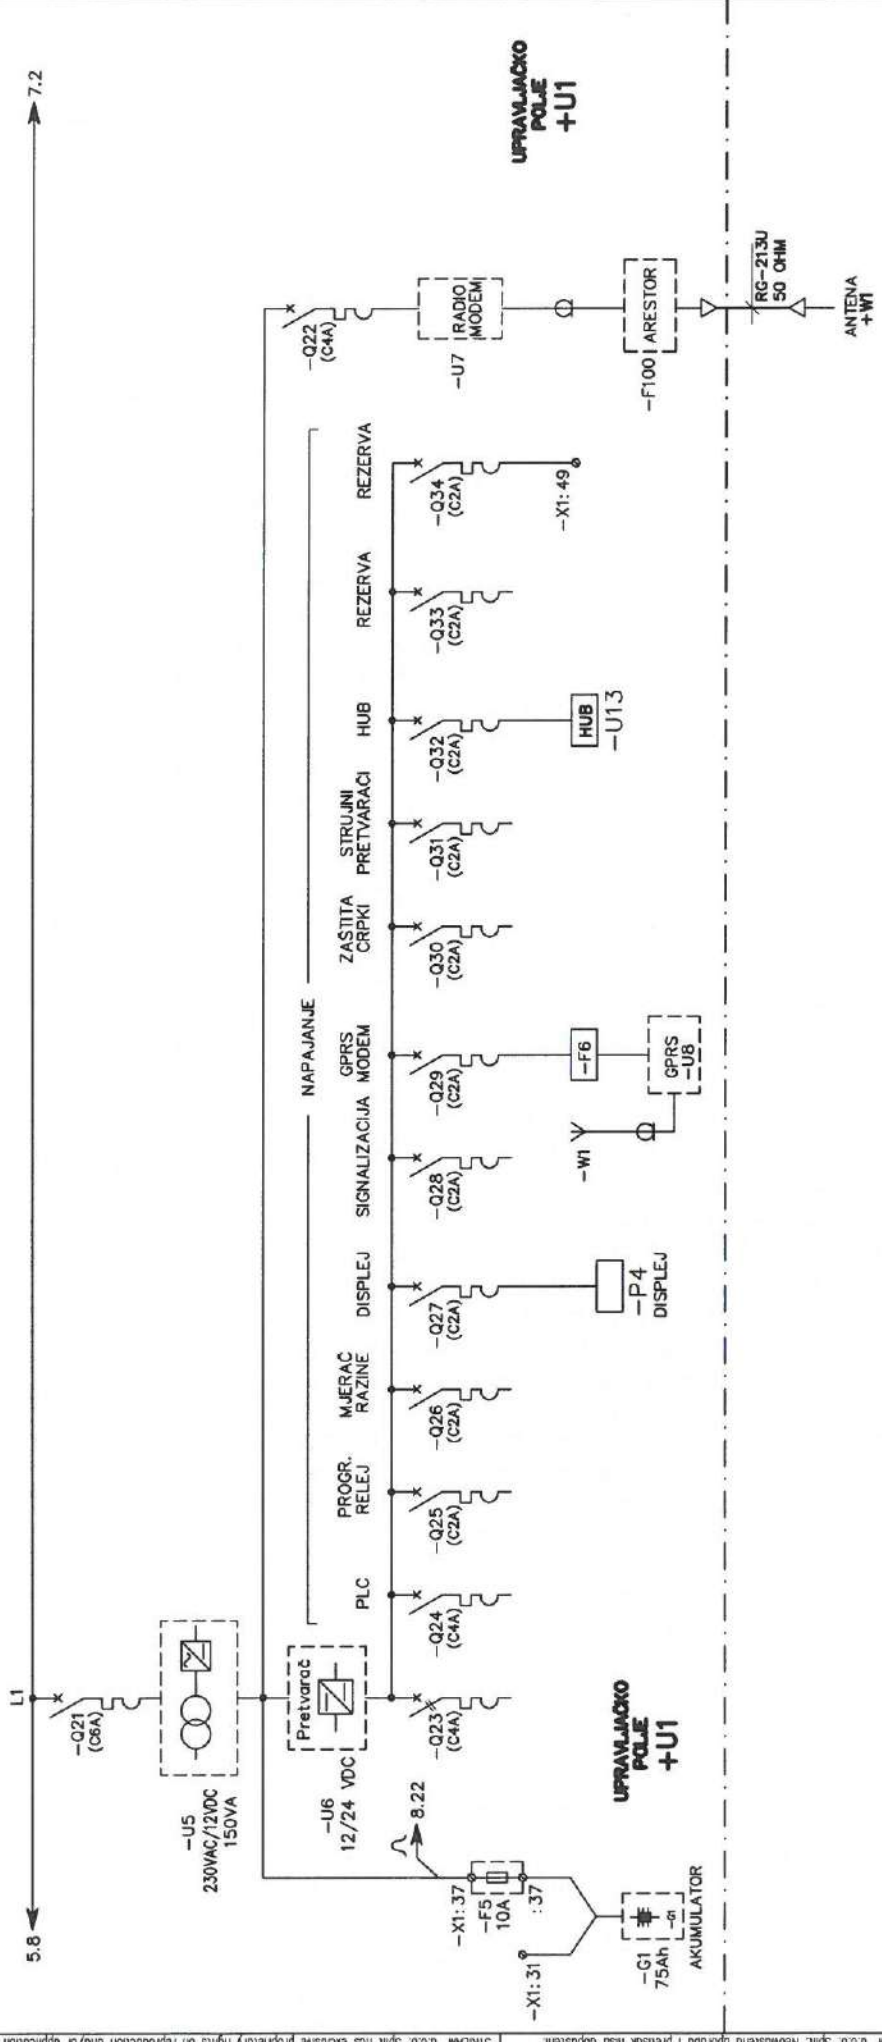 5.8
L1
7.2
-Q21
(C6A)
-U5
230VAC/12VDC
150VA
-U6
12/24 VDC
Pretvarač
NAPAJANJE
PLC
PROGR.
RELEJ
MJERAČ
RAZINE
DISPLEJ
SIGNALIZACIJA
GPRS
MODEM
ZAŠTITA
CRPKI
STRUJNI
PRETVARAČI
HUB
REZERVA
REZERVA
-Q22
(C4A)
-Q23
(C4A)
-Q24
(C4A)
-Q25
(C2A)
-Q26
(C2A)
-Q27
(C2A)
-Q28
(C2A)
-Q29
(C2A)
-Q30
(C2A)
-Q31
(C2A)
-Q32
(C2A)
-Q33
(C2A)
-Q34
(C2A)
8.22
-X1:37
-F5
10A
:37
-X1:31
-G1
75Ah
-G1
AKUMULATOR
-P4
DISPLEJ
-W1
-F6
GPRS
-U8
HUB
-U13
-X1:49
-U7
RADIO
MODEM
-F100
ARESTOR
RG-213U
50 OHM
ANTENA
+W1
UPRAVLJAČKO
POLJE
+U1
UPRAVLJAČKO
POLJE
+U1